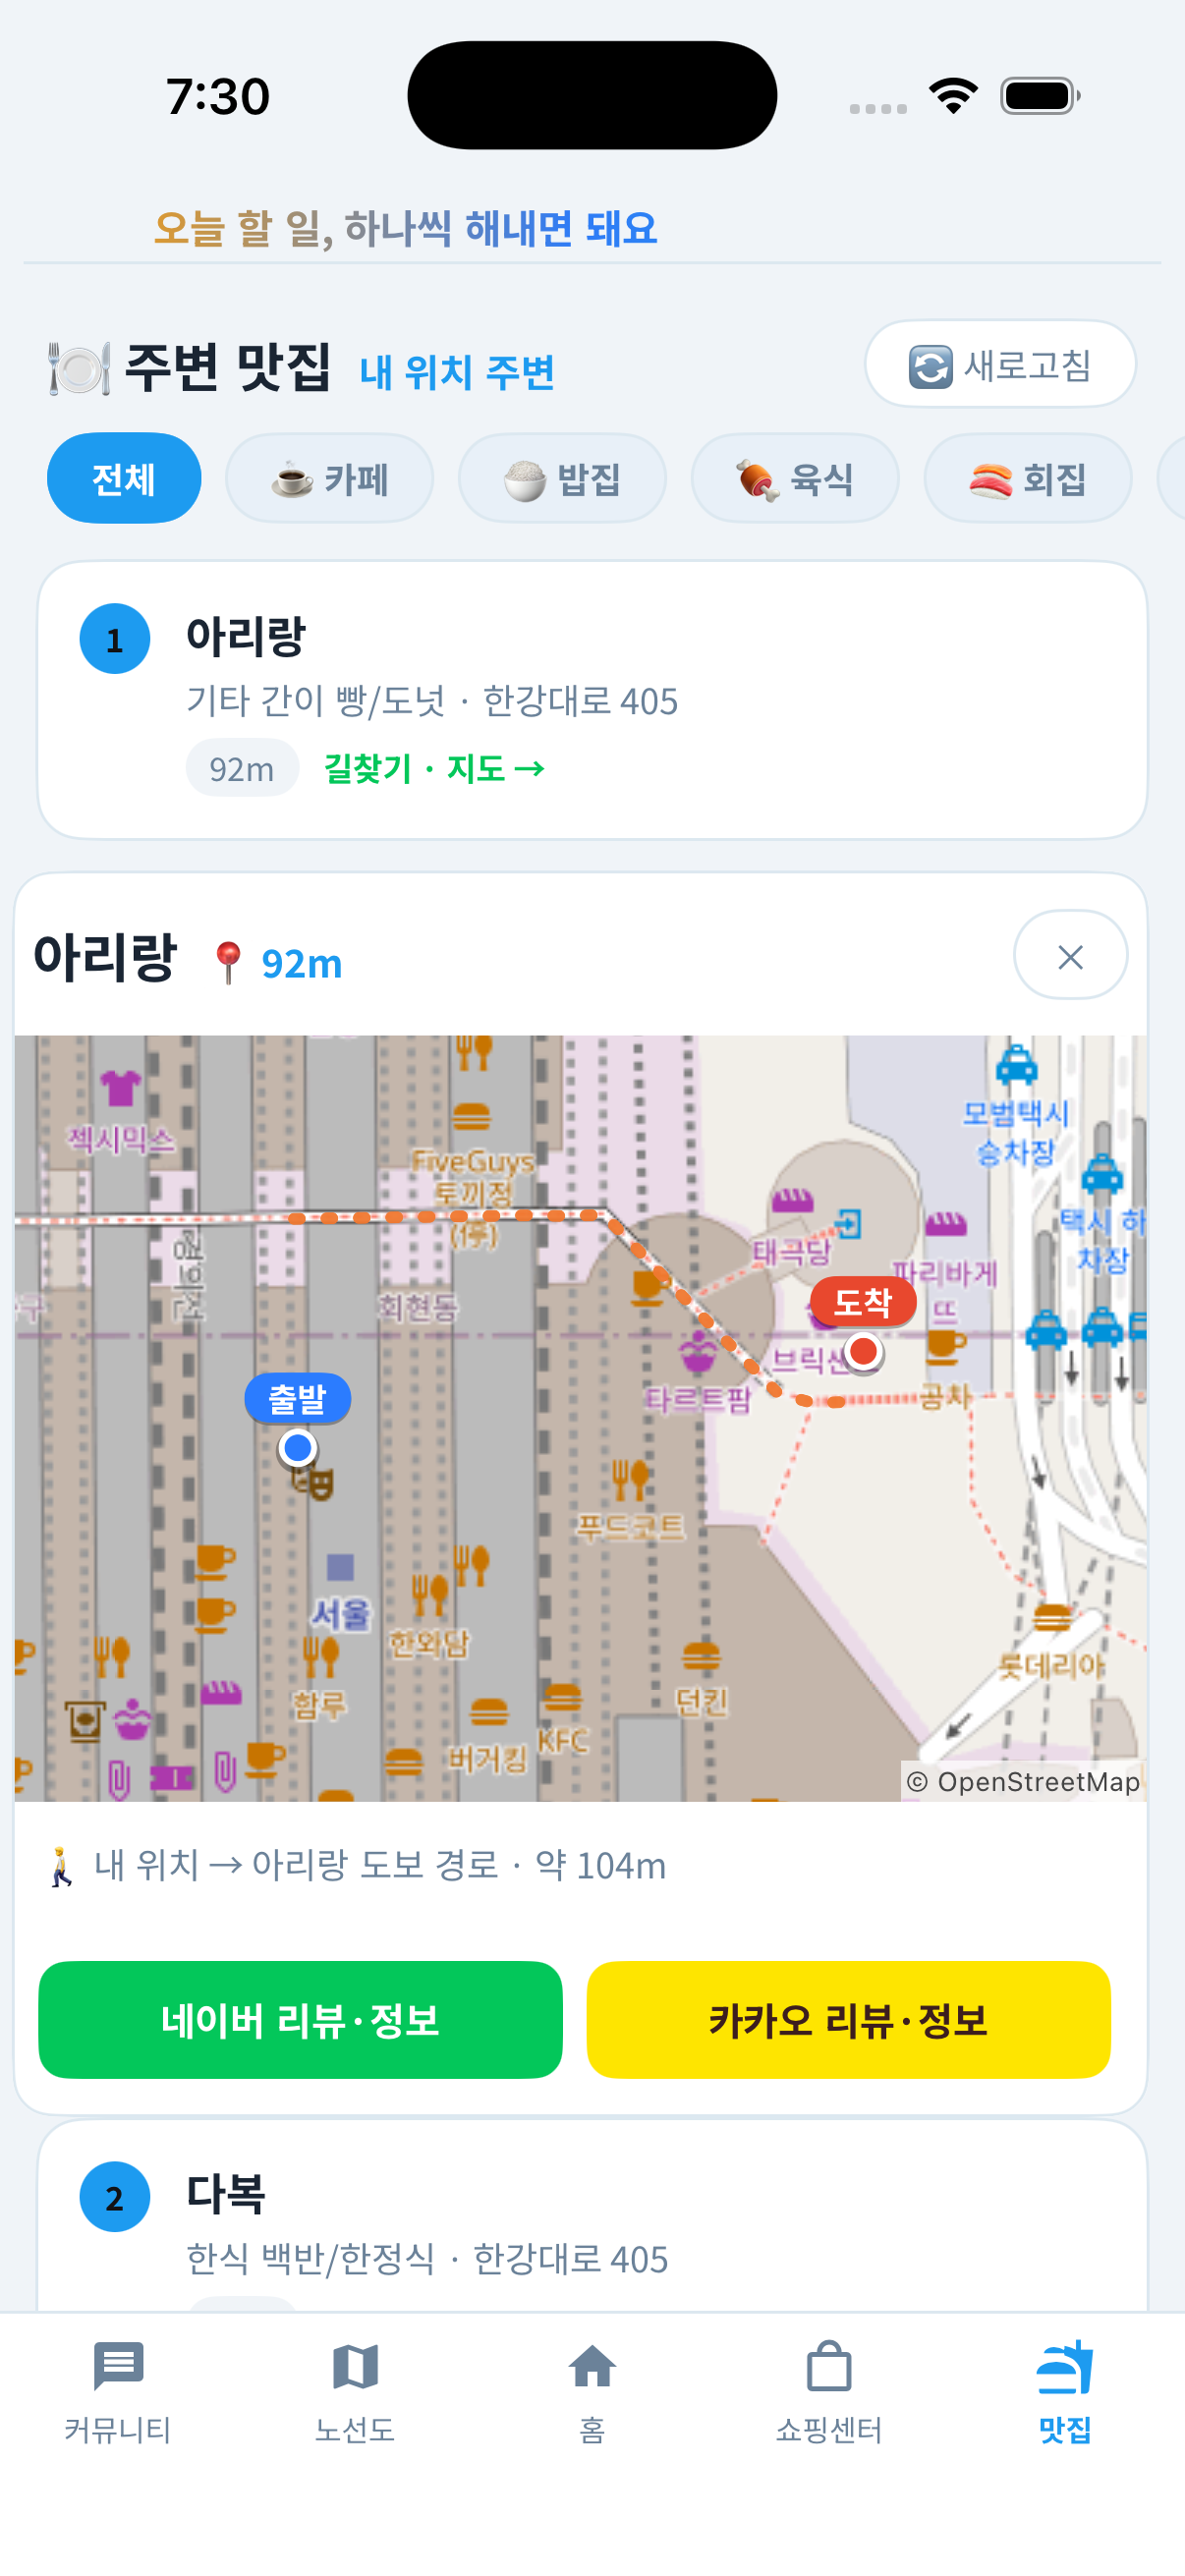 7:30
오늘 할 일, 하나씩 해내면 돼요
주변 맛집 내 위치 주변
새로고침
전체 카페 밥집 육식 회집
1 아리랑
기타 간이 빵/도넛 · 한강대로 405
92m 길찾기 · 지도 →
아리랑 92m ×
젝시믹스
FiveGuys
토끼정
(停)
경의선
회현동
태극당
모범택시
승차장
택시 하
차장
파리바게
뜨
도착
타르트팜
공차
출발
푸드코트
서울
한와담
함루
던킨
롯데리아
버거킹
KFC
© OpenStreetMap
내 위치 → 아리랑 도보 경로 · 약 104m
네이버 리뷰·정보
카카오 리뷰·정보
2 다복
한식 백반/한정식 · 한강대로 405
커뮤니티 노선도 홈 쇼핑센터 맛집